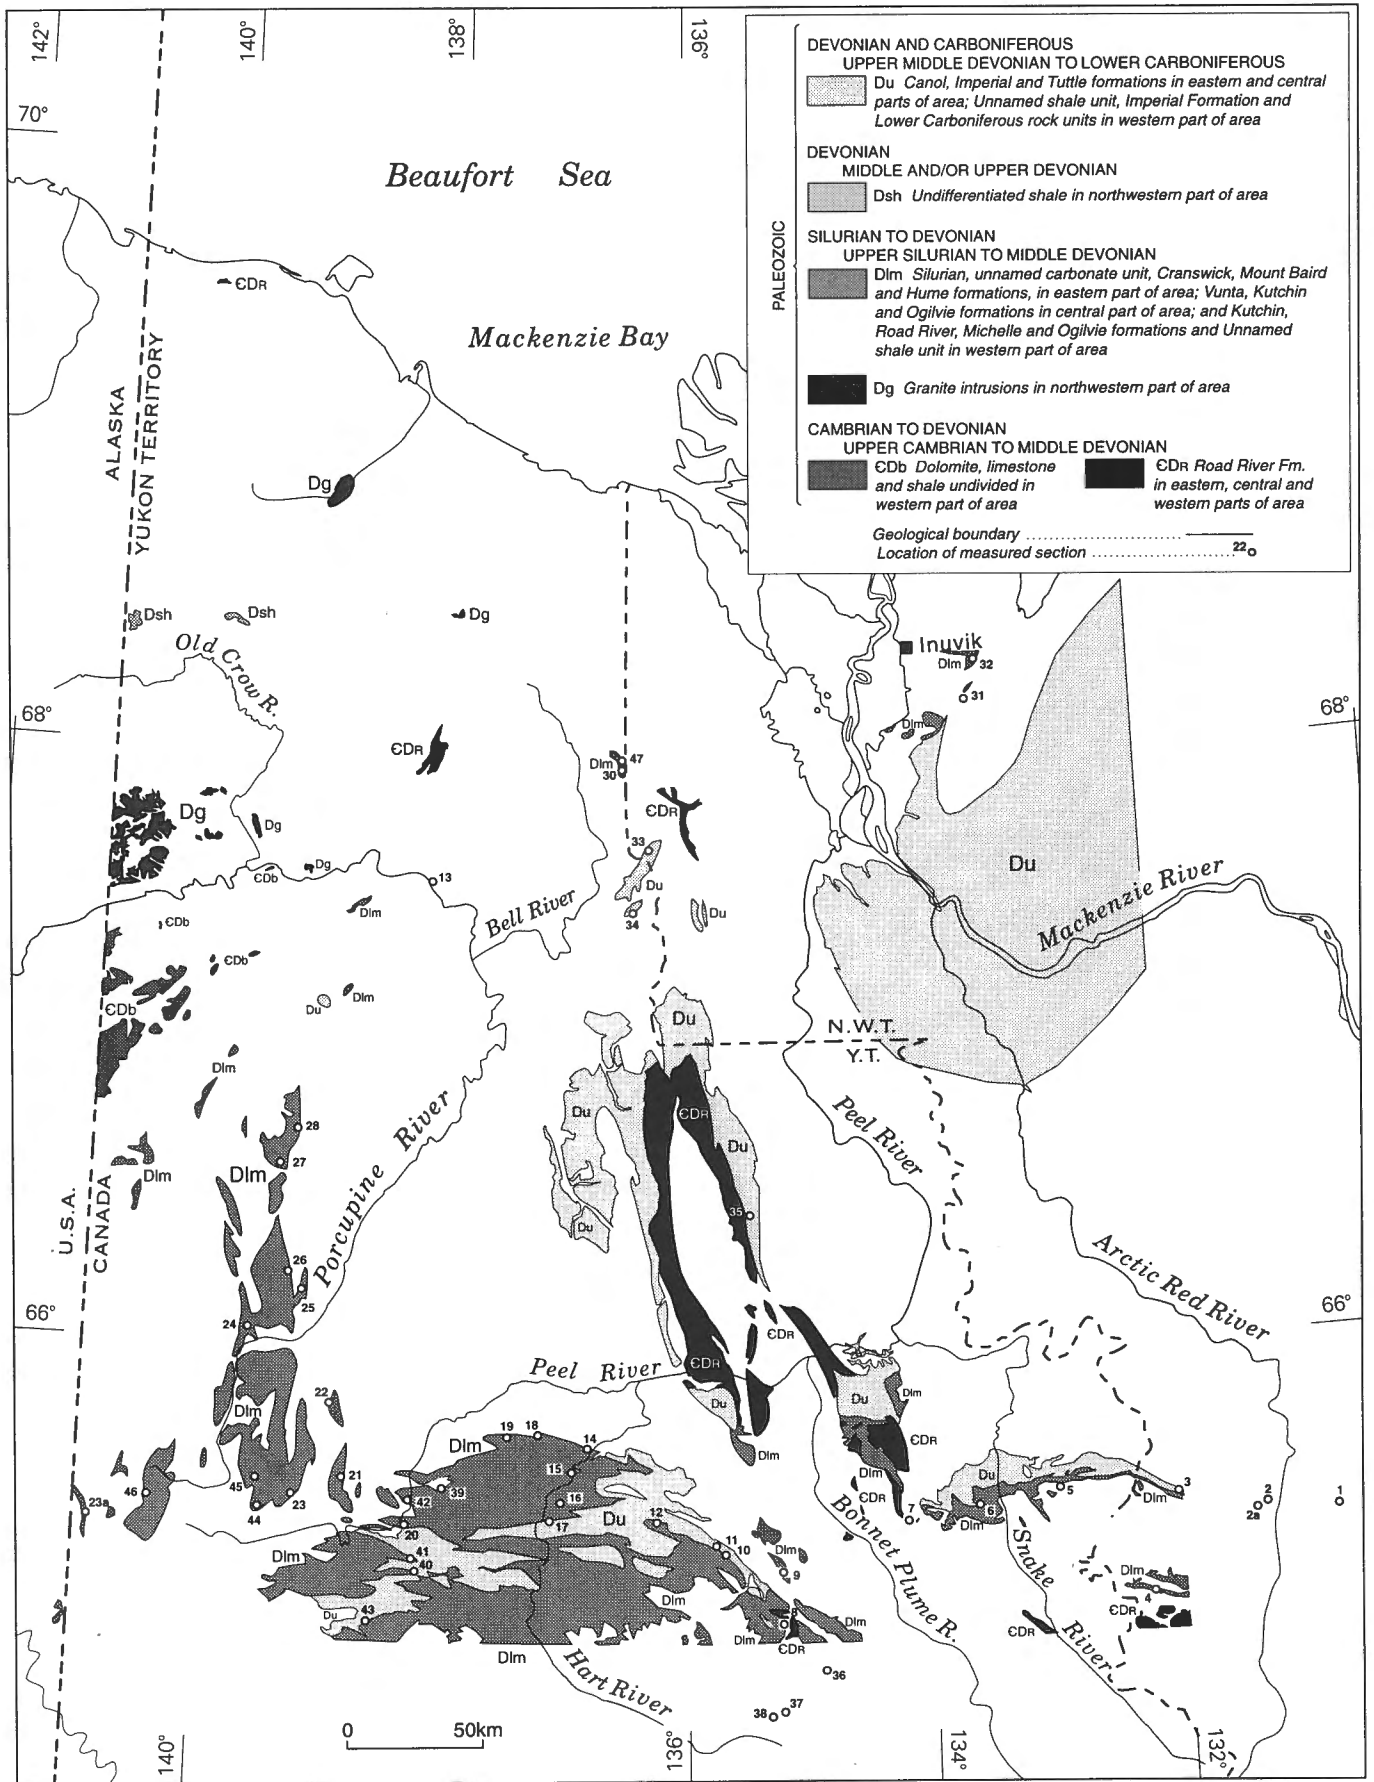 142°
140°
138°
136°
70°
Beaufort Sea
Mackenzie Bay
ЄDR
ALASKA
YUKON TERRITORY
Dg
Dsh
Dsh
Dg
Old Crow R.
68°
68°
DEVONIAN AND CARBONIFEROUS
UPPER MIDDLE DEVONIAN TO LOWER CARBONIFEROUS
Du Canol, Imperial and Tuttle formations in eastern and central
parts of area; Unnamed shale unit, Imperial Formation and
Lower Carboniferous rock units in western part of area
DEVONIAN
MIDDLE AND/OR UPPER DEVONIAN
Dsh Undifferentiated shale in northwestern part of area
PALEOZOIC
SILURIAN TO DEVONIAN
UPPER SILURIAN TO MIDDLE DEVONIAN
Dlm Silurian, unnamed carbonate unit, Cranswick, Mount Baird
and Hume formations, in eastern part of area; Vunta, Kutchin
and Ogilvie formations in central part of area; and Kutchin,
Road River, Michelle and Ogilvie formations and Unnamed
shale unit in western part of area
Dg Granite intrusions in northwestern part of area
CAMBRIAN TO DEVONIAN
UPPER CAMBRIAN TO MIDDLE DEVONIAN
ЄDb Dolomite, limestone
and shale undivided in
western part of area
ЄDR Road River Fm.
in eastern, central and
western parts of area
Geological boundary
Location of measured section 22
Inuvik
Dlm 32
31
Dlm
ЄDR
Dlm 47
30
ЄDR
Dg
Dg
Dg
ЄDb
13
33
Du
34
Du
Du
Mackenzie River
Bell River
Dlm
ЄDb
ЄDb
ЄDb
Du
Dlm
Du
N.W.T.
Y.T.
Dlm
Du
ЄDR
Du
Peel River
28
27
Dlm
Dlm
U.S.A.
CANADA
Porcupine River
Du
35
26
25
24
66°
66°
Arctic Red River
ЄDR
ЄDR
Peel River
Du
Dlm
Du
Dlm
ЄDR
Dlm
ЄDR
22
Dlm
19
18
14
Dlm
15
16
17
39
42
20
21
45
44
23
46
23a
Du
12
11
10
Dlm
9
7
Du
6
Dlm
5
Dlm
3
2
2a
1
Dlm
41
40
Du
43
Dlm
Dlm
Dlm
8
ЄDR
Dlm
Dlm
4
ЄDR
ЄDR
Bonnet Plume R.
Snake River
Hart River
36
37
38
0 50km
140°
136°
134°
132°